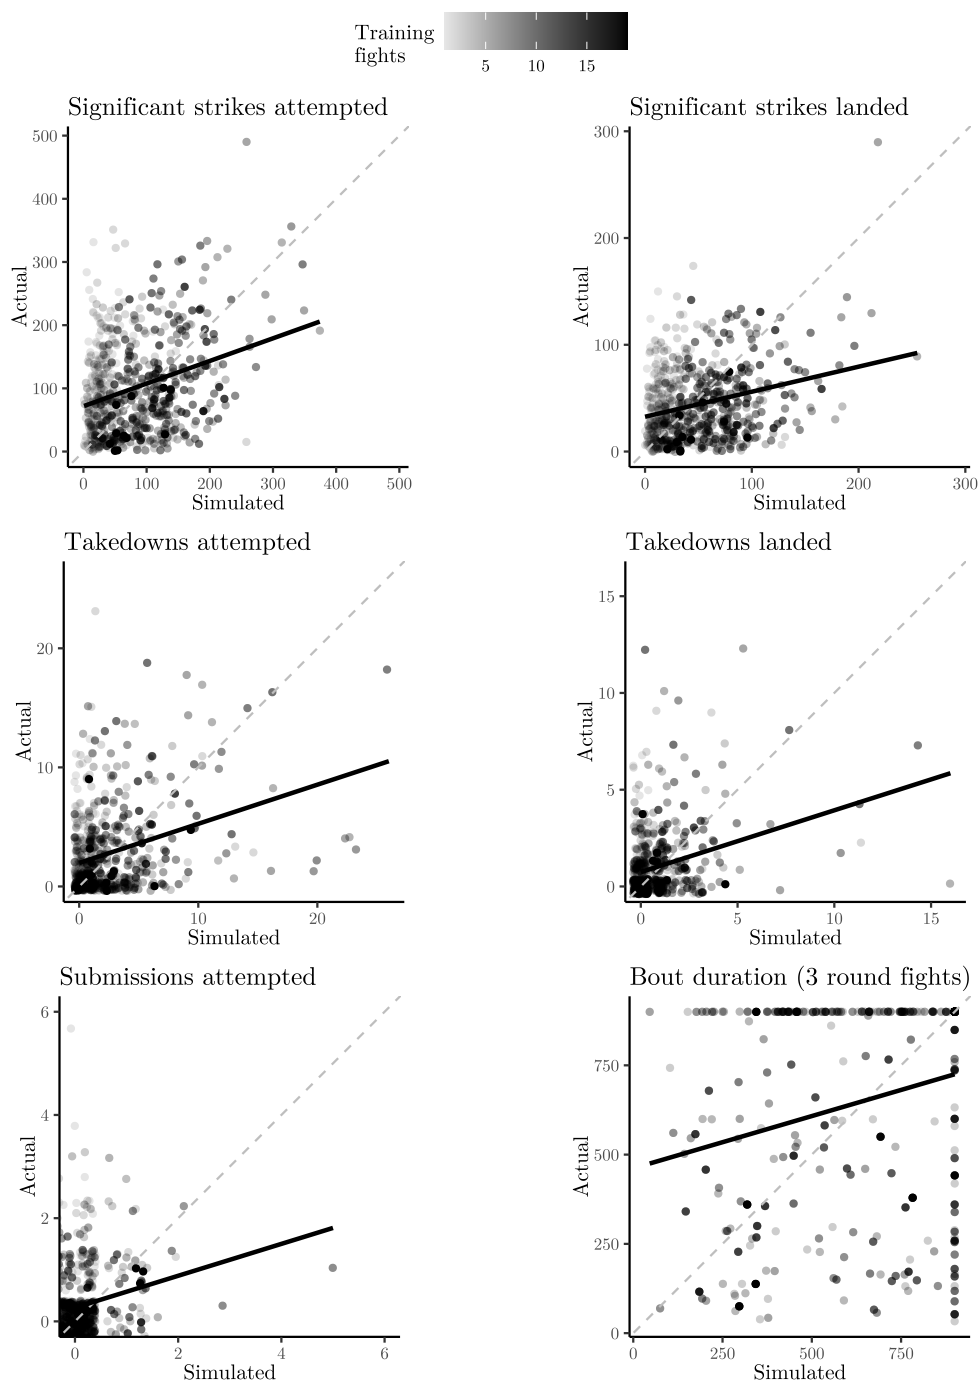 Training
fights
5 10 15
Significant strikes attempted
500
400
300
200
100
0
Actual
0 100 200 300 400 500
Simulated
Significant strikes landed
300
200
100
0
Actual
0 100 200 300
Simulated
Takedowns attempted
20
10
0
Actual
0 10 20
Simulated
Takedowns landed
15
10
5
0
Actual
0 5 10 15
Simulated
Submissions attempted
6
4
2
0
Actual
0 2 4 6
Simulated
Bout duration (3 round fights)
750
500
250
0
Actual
0 250 500 750
Simulated